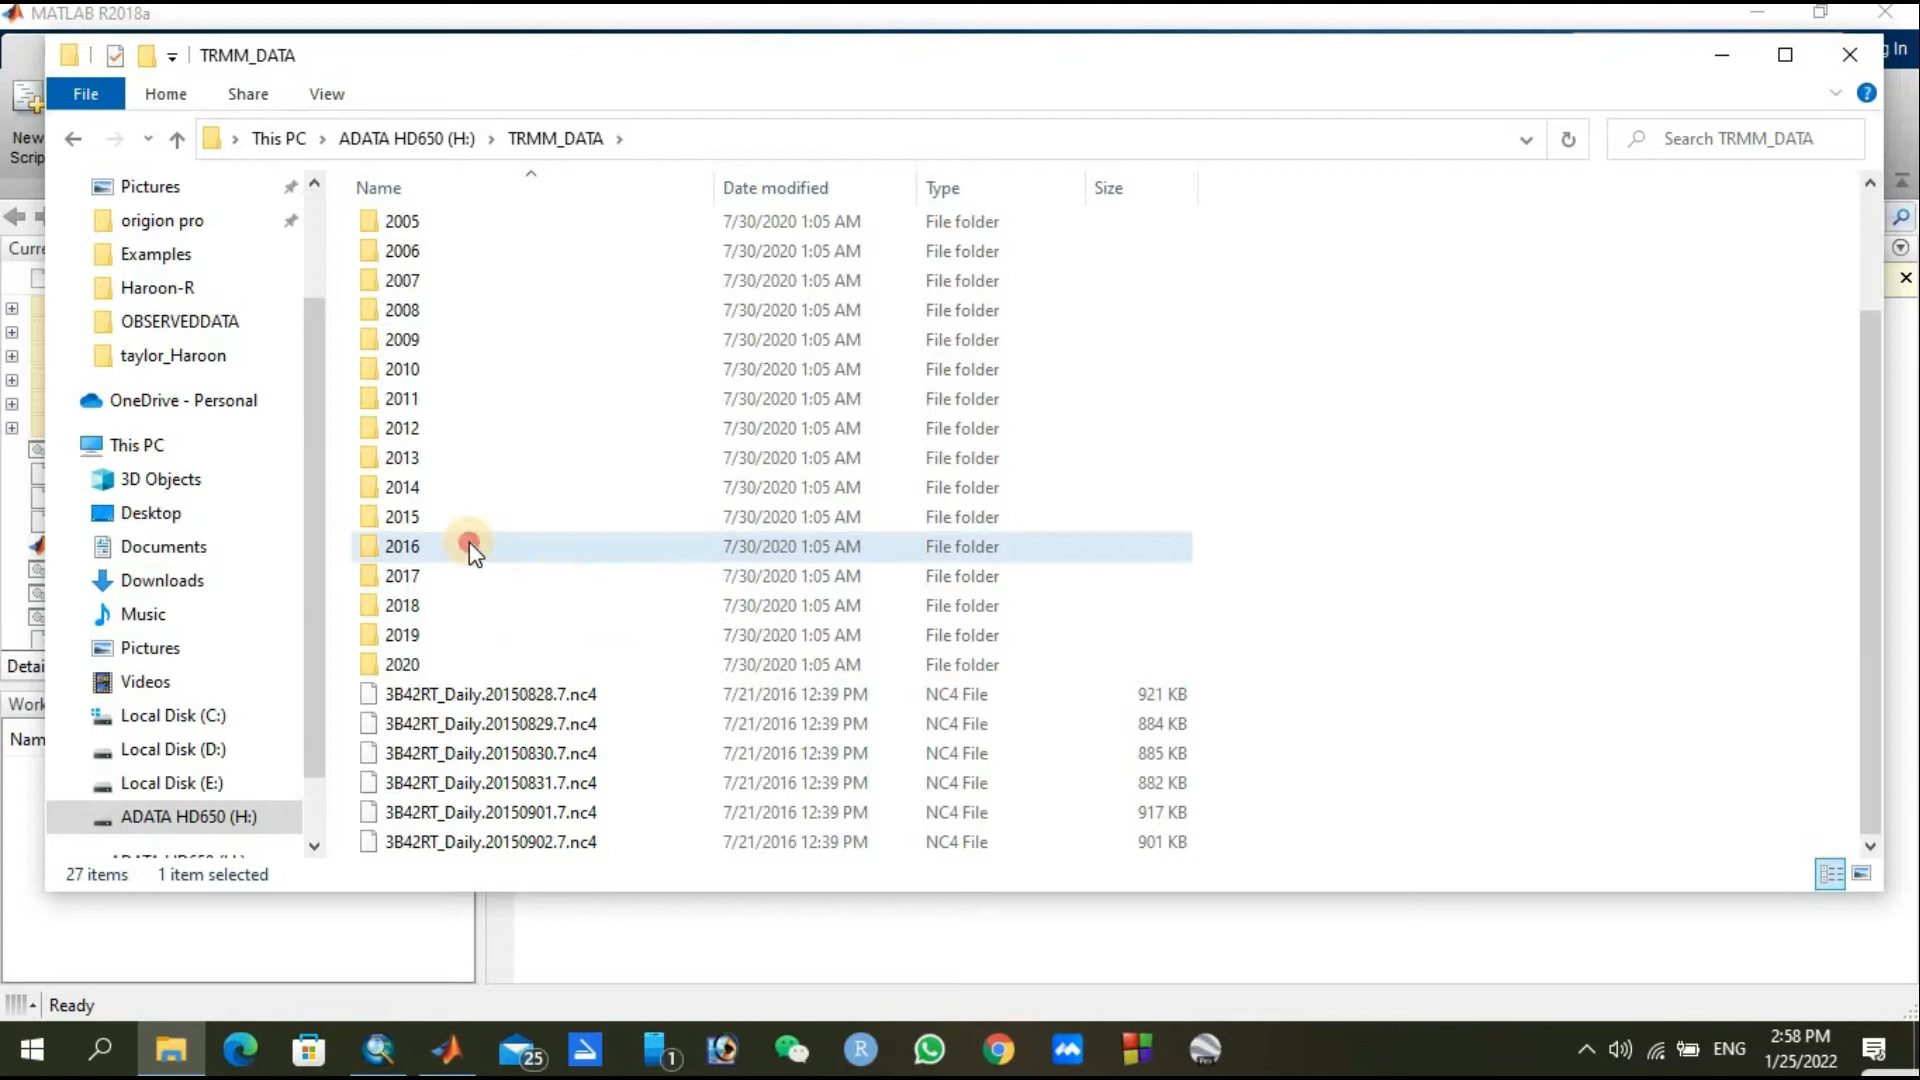 MATLAB R2018a
TRMM_DATA
g In
File Home Share View
New
Scrip
This PC ADATA HD650 (H:) TRMM_DATA
Search TRMM_DATA
Name Date modified Type Size
Pictures
origion pro
Examples
Haroon-R
OBSERVEDDATA
taylor_Haroon
OneDrive - Personal
This PC
3D Objects
Desktop
Documents
Downloads
Music
Pictures
Videos
Local Disk (C:)
Local Disk (D:)
Local Disk (E:)
ADATA HD650 (H:)
2005 7/30/2020 1:05 AM File folder
2006 7/30/2020 1:05 AM File folder
2007 7/30/2020 1:05 AM File folder
2008 7/30/2020 1:05 AM File folder
2009 7/30/2020 1:05 AM File folder
2010 7/30/2020 1:05 AM File folder
2011 7/30/2020 1:05 AM File folder
2012 7/30/2020 1:05 AM File folder
2013 7/30/2020 1:05 AM File folder
2014 7/30/2020 1:05 AM File folder
2015 7/30/2020 1:05 AM File folder
2016 7/30/2020 1:05 AM File folder
2017 7/30/2020 1:05 AM File folder
2018 7/30/2020 1:05 AM File folder
2019 7/30/2020 1:05 AM File folder
2020 7/30/2020 1:05 AM File folder
3B42RT_Daily.20150828.7.nc4 7/21/2016 12:39 PM NC4 File 921 KB
3B42RT_Daily.20150829.7.nc4 7/21/2016 12:39 PM NC4 File 884 KB
3B42RT_Daily.20150830.7.nc4 7/21/2016 12:39 PM NC4 File 885 KB
3B42RT_Daily.20150831.7.nc4 7/21/2016 12:39 PM NC4 File 882 KB
3B42RT_Daily.20150901.7.nc4 7/21/2016 12:39 PM NC4 File 917 KB
3B42RT_Daily.20150902.7.nc4 7/21/2016 12:39 PM NC4 File 901 KB
27 items 1 item selected
Curre
Detai
Work
Nam
Ready
25
1
R
ENG
2:58 PM
1/25/2022